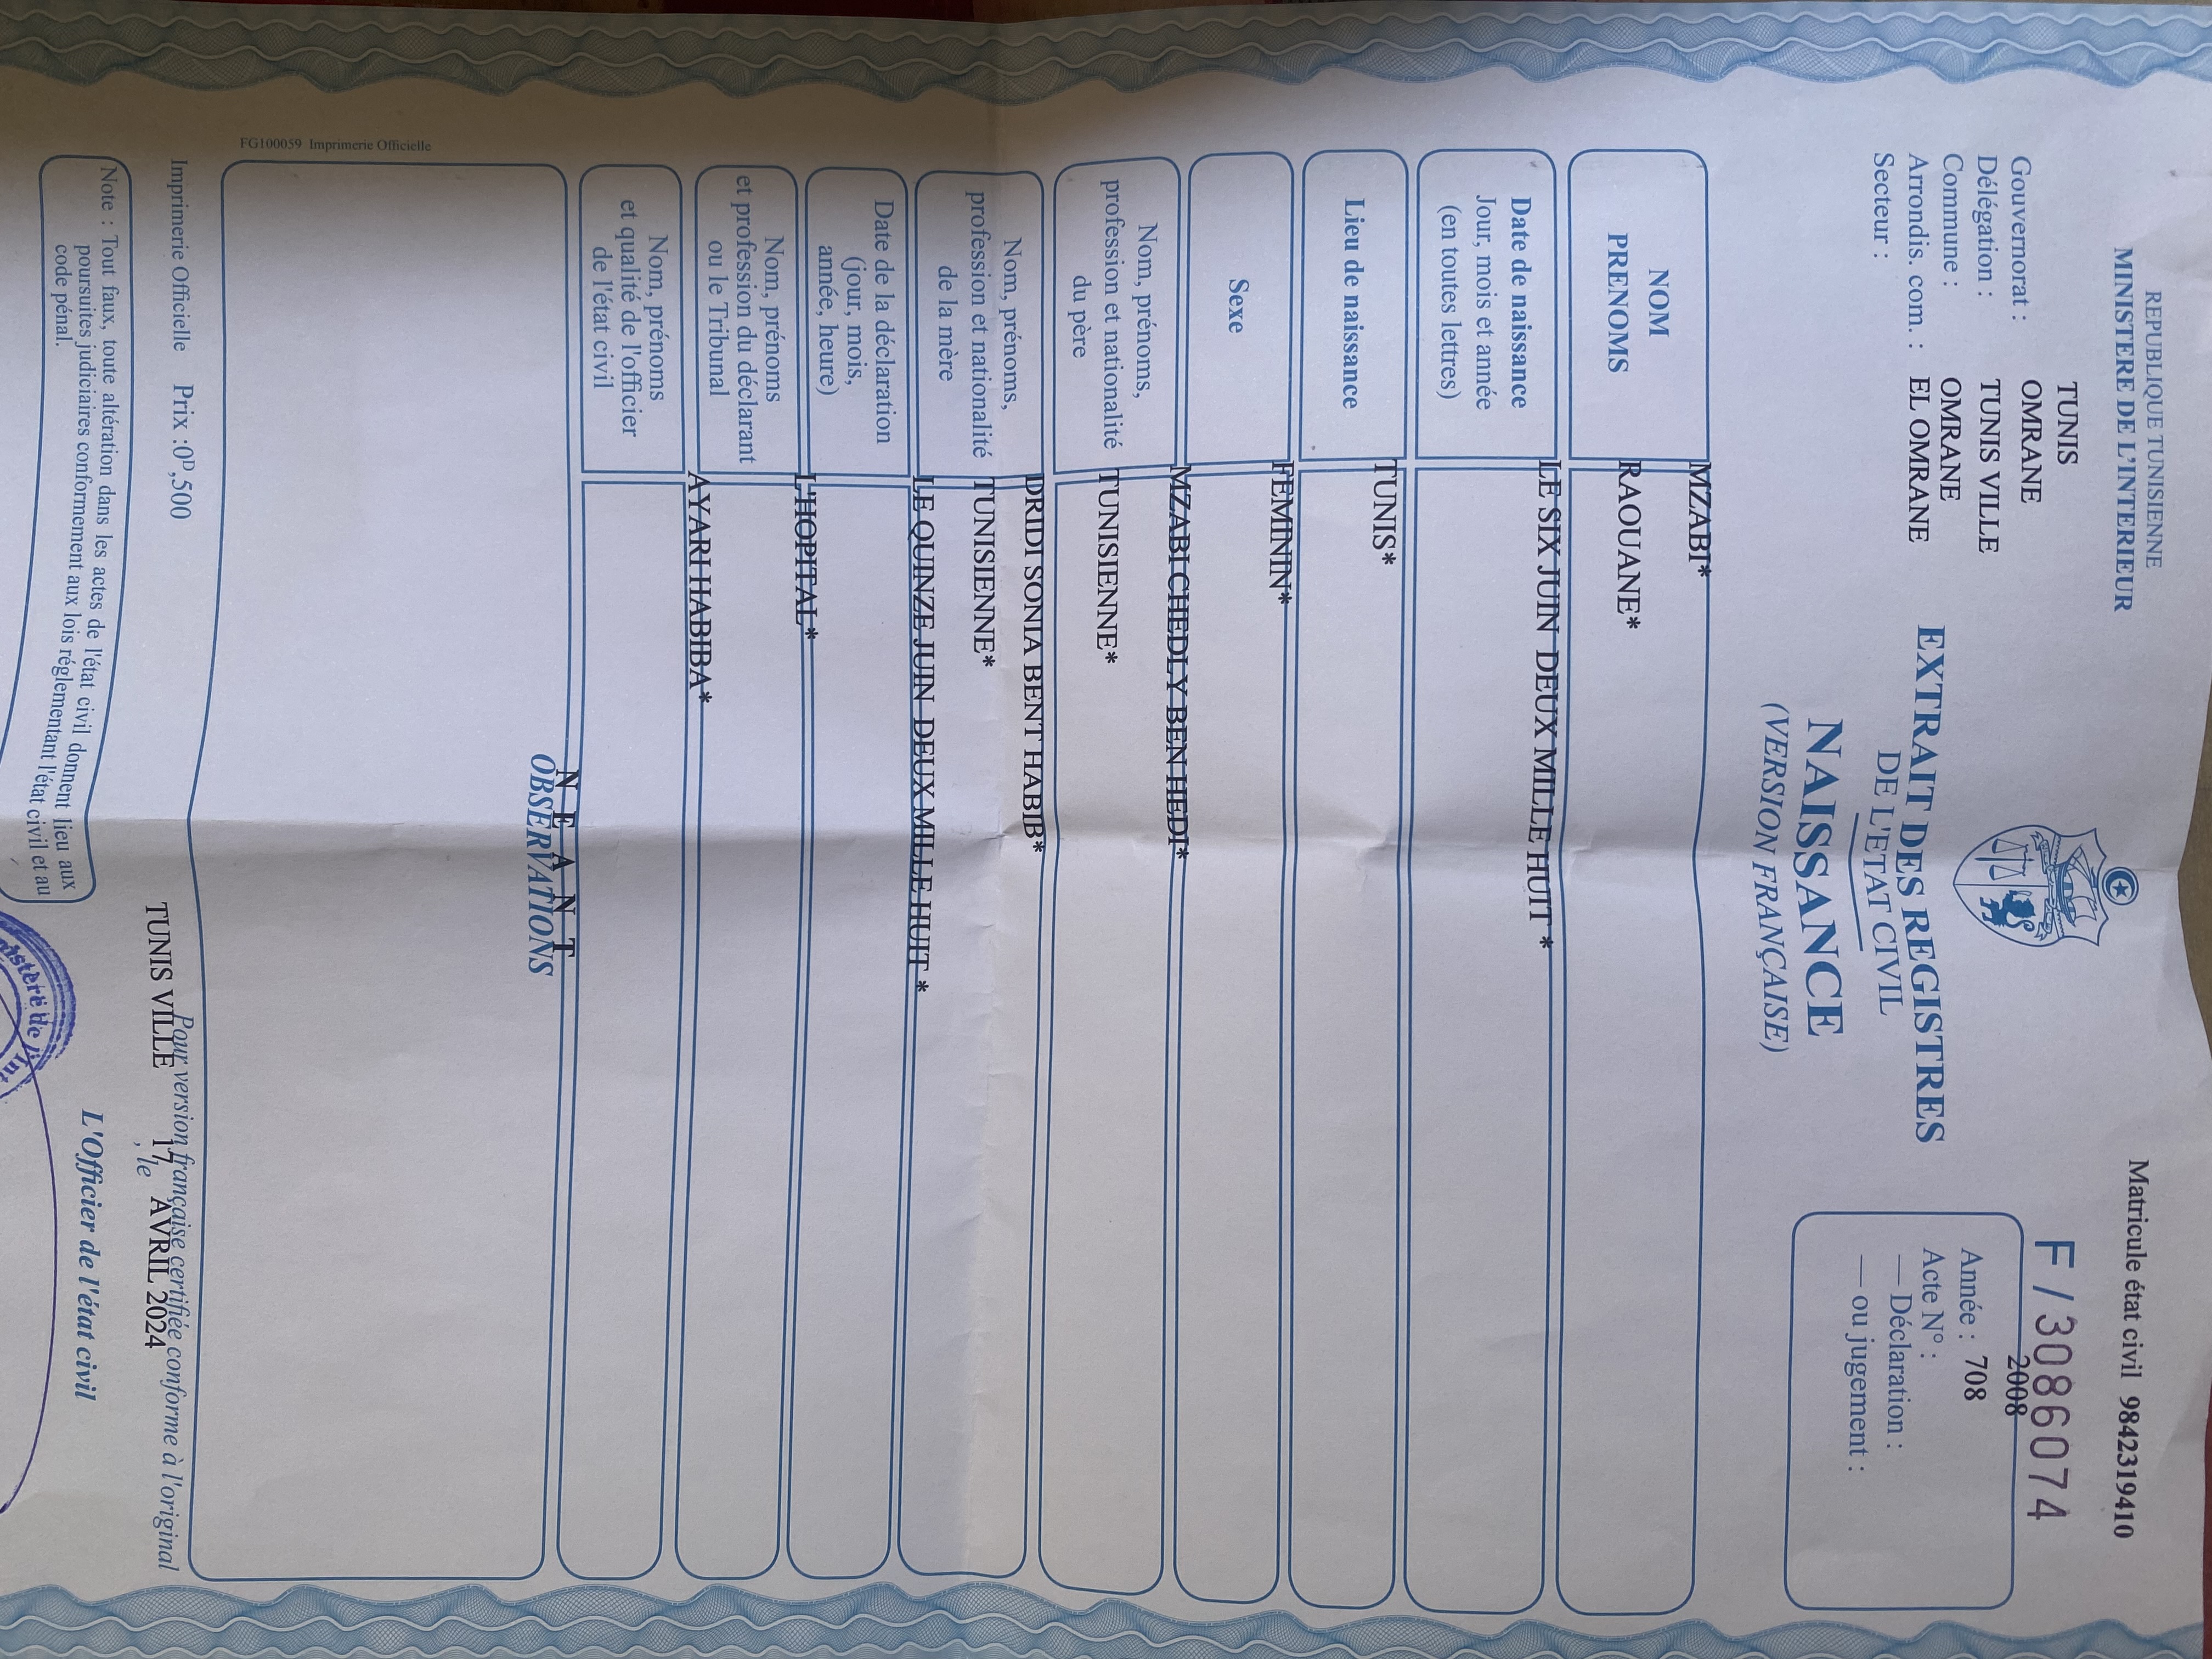 REPUBLIQUE TUNISIENNE
MINISTERE DE L'INTERIEUR
TUNIS
Gouvernorat :
OMRANE
Délégation :
TUNIS VILLE
Commune :
OMRANE
Arrondis. com. :
EL OMRANE
Secteur :
EXTRAIT DES REGISTRES
DE L'ETAT CIVIL
NAISSANCE
(VERSION FRANÇAISE)
Matricule état civil 9842319410
F/3086074
2008
Année : 708
Acte N° :
— Déclaration :
— ou jugement :
MZABI*
NOM
PRENOMS
RAOUANE*
LE SIX JUIN DEUX MILLE HUIT *
Date de naissance
Jour, mois et année
(en toutes lettres)
TUNIS*
Lieu de naissance
FEMININ*
Sexe
MZABI CHEDLY BEN HEDI*
Nom, prénoms,
profession et nationalité
du père
TUNISIENNE*
DRIDI SONIA BENT HABIB*
Nom, prénoms,
profession et nationalité
de la mère
TUNISIENNE*
LE QUINZE JUIN DEUX MILLE HUIT *
Date de la déclaration
(jour, mois,
année, heure)
L'HOPITAL*
Nom, prénoms
et profession du déclarant
ou le Tribunal
AYARI HABIBA*
Nom, prénoms
et qualité de l'officier
de l'état civil
N E A N T
OBSERVATIONS
FG100059 Imprimerie Officielle
Imprimerie Officielle Prix :0D,500
Pour version française certifiée conforme à l'original
TUNIS VILLE 17 AVRIL 2024
, le
L'Officier de l'état civil
Note : Tout faux, toute altération dans les actes de l'état civil donnent lieu aux
poursuites judiciaires conformement aux lois réglementant l'état civil et au
code pénal.